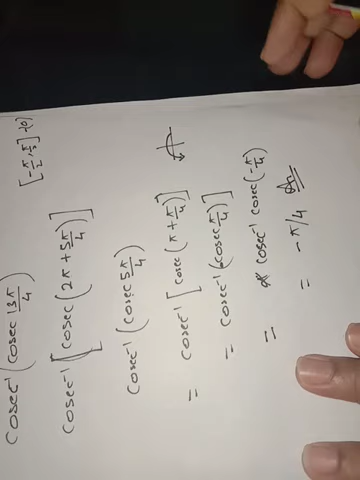 cosec⁻¹(cosec 13π/4)  [-π/2, π/2] - {0}
cosec⁻¹[cosec(2π + 5π/4)]
cosec⁻¹(cosec 5π/4)
= cosec⁻¹[cosec(π + π/4)]
= cosec⁻¹(cosec π/4)]
= cosec⁻¹ cosec(-π/4)
= -π/4